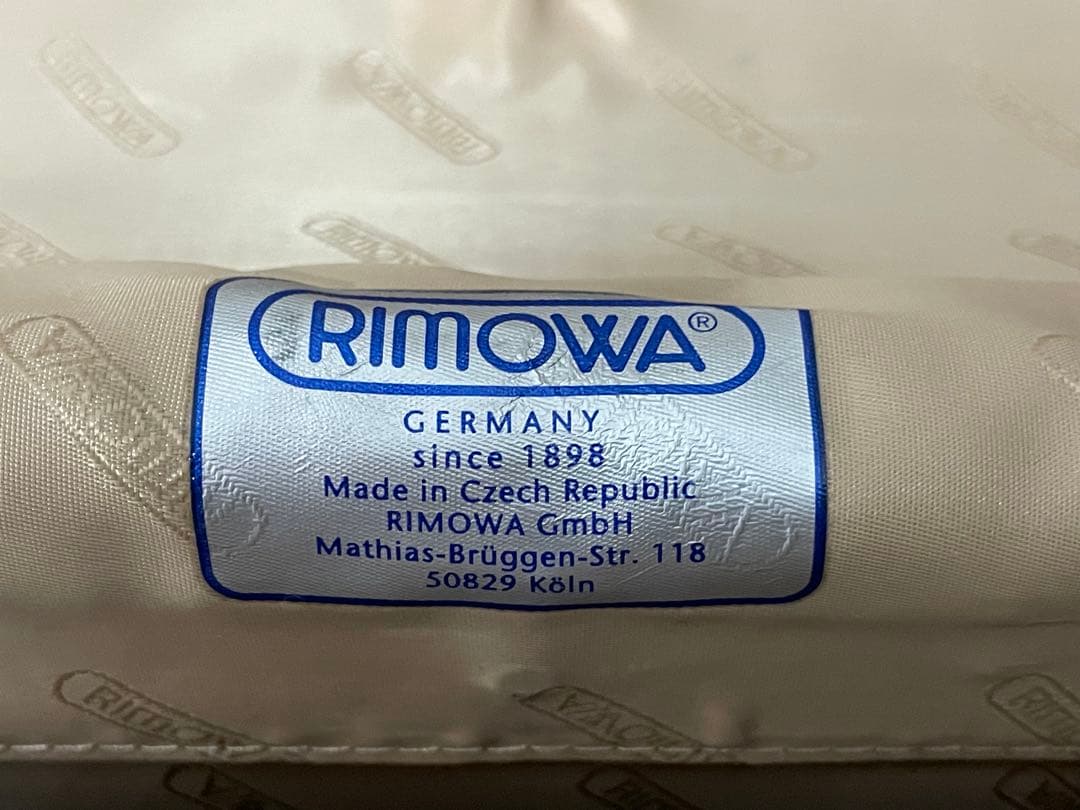 RIMOWA®
GERMANY
since 1898
Made in Czech Republic
RIMOWA GmbH
Mathias-Brüggen-Str. 118
50829 Köln